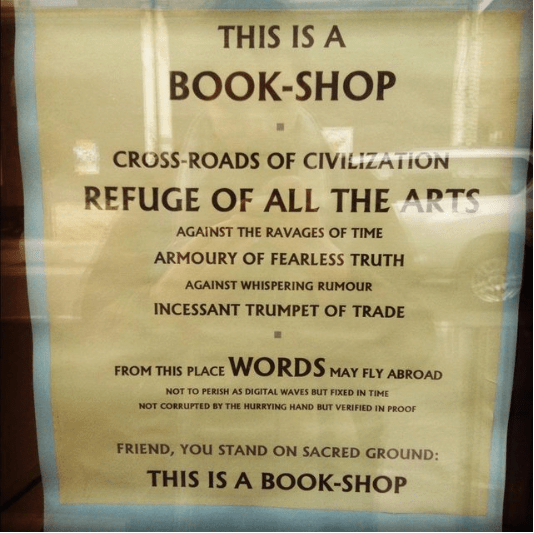 THIS IS A
BOOK-SHOP
CROSS-ROADS OF CIVILIZATION
REFUGE OF ALL THE ARTS
AGAINST THE RAVAGES OF TIME
ARMOURY OF FEARLESS TRUTH
AGAINST WHISPERING RUMOUR
INCESSANT TRUMPET OF TRADE
FROM THIS PLACE WORDS MAY FLY ABROAD
NOT TO PERISH AS DIGITAL WAVES BUT FIXED IN TIME
NOT CORRUPTED BY THE HURRYING HAND BUT VERIFIED IN PROOF
FRIEND, YOU STAND ON SACRED GROUND:
THIS IS A BOOK-SHOP